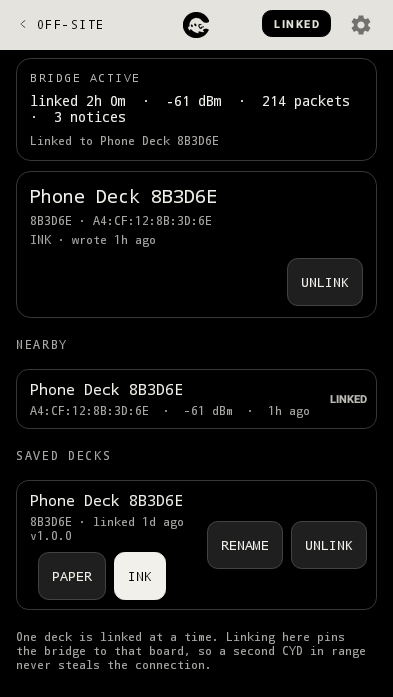 OFF-SITE
LINKED
BRIDGE ACTIVE
linked 2h 0m · -61 dBm · 214 packets
· 3 notices
Linked to Phone Deck 8B3D6E
Phone Deck 8B3D6E
8B3D6E · A4:CF:12:8B:3D:6E
INK · wrote 1h ago
UNLINK
NEARBY
Phone Deck 8B3D6E
A4:CF:12:8B:3D:6E · -61 dBm · 1h ago
LINKED
SAVED DECKS
Phone Deck 8B3D6E
8B3D6E · linked 1d ago
v1.0.0
RENAME
UNLINK
PAPER
INK
One deck is linked at a time. Linking here pins
the bridge to that board, so a second CYD in range
never steals the connection.